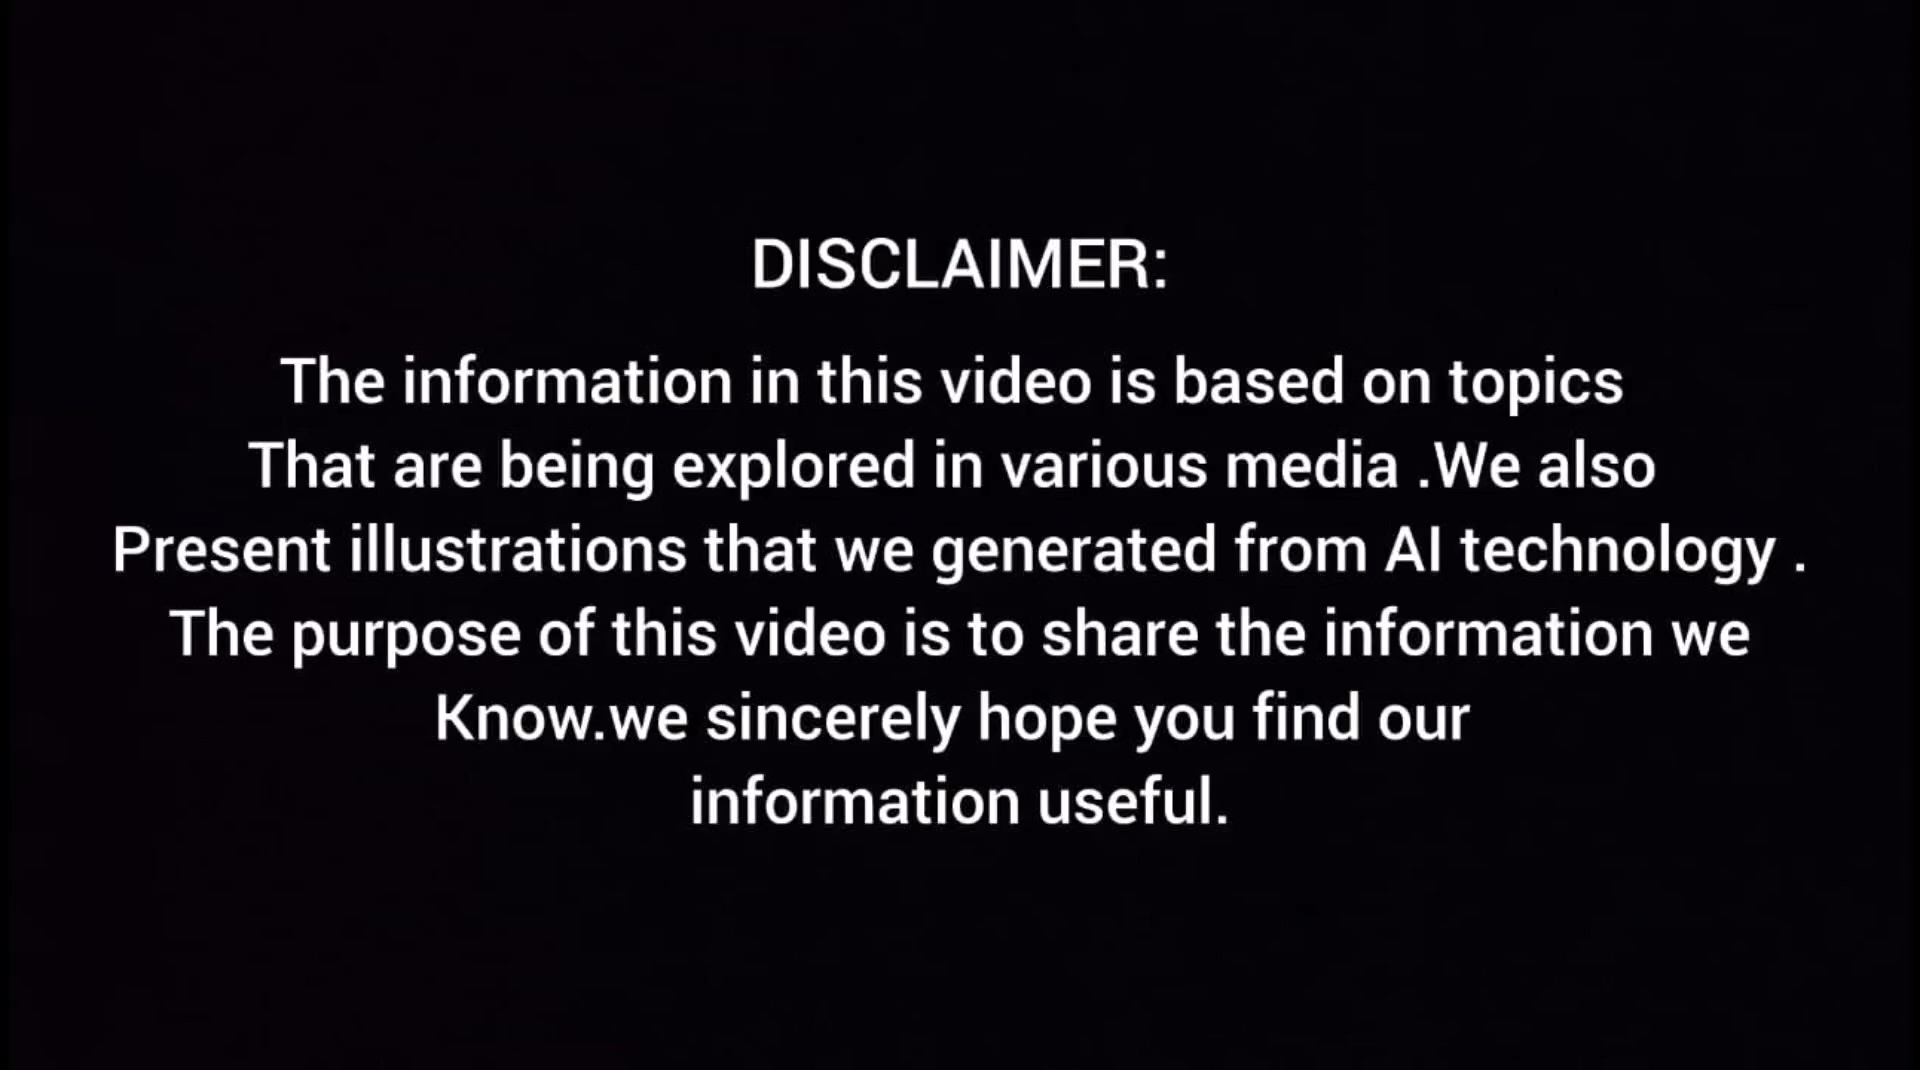 DISCLAIMER:
The information in this video is based on topics
That are being explored in various media .We also
Present illustrations that we generated from AI technology .
The purpose of this video is to share the information we
Know.we sincerely hope you find our
information useful.